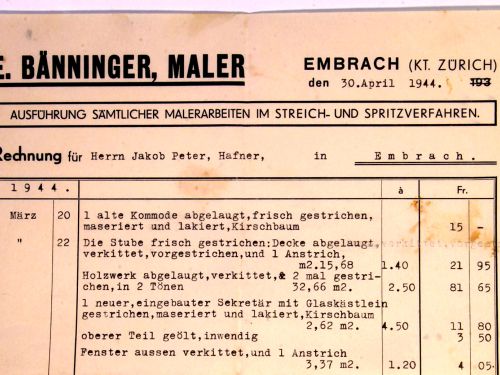 E. BÄNNINGER, MALER
EMBRACH (KT. ZÜRICH)
den 30.April 1944. 193
AUSFÜHRUNG SÄMTLICHER MALERARBEITEN IM STREICH- UND SPRITZVERFAHREN.
Rechnung für Herrn Jakob Peter, Hafner, in Embrach.
1944. à Fr.
März 20 1 alte Kommode abgelaugt,frisch gestrichen,
maseriert und lakiert,Kirschbaum 15 -
" 22 Die Stube frisch gestrichen:Decke abgelaugt,
verkittet,vorgestrichen,und 1 Anstrich,
m2.15,68 1.40 21 95
Holzwerk abgelaugt,verkittet,& 2 mal gestri-
chen,in 2 Tönen 32,66 m2. 2.50 81 65
1 neuer,eingebauter Sekretär mit Glaskästlein
gestrichen,maseriert und lakiert,Kirschbaum
2,62 m2. 4.50 11 80
oberer Teil geölt,inwendig 3 50
Fenster aussen verkittet,und 1 Anstrich
3,37 m2. 1.20 4 05